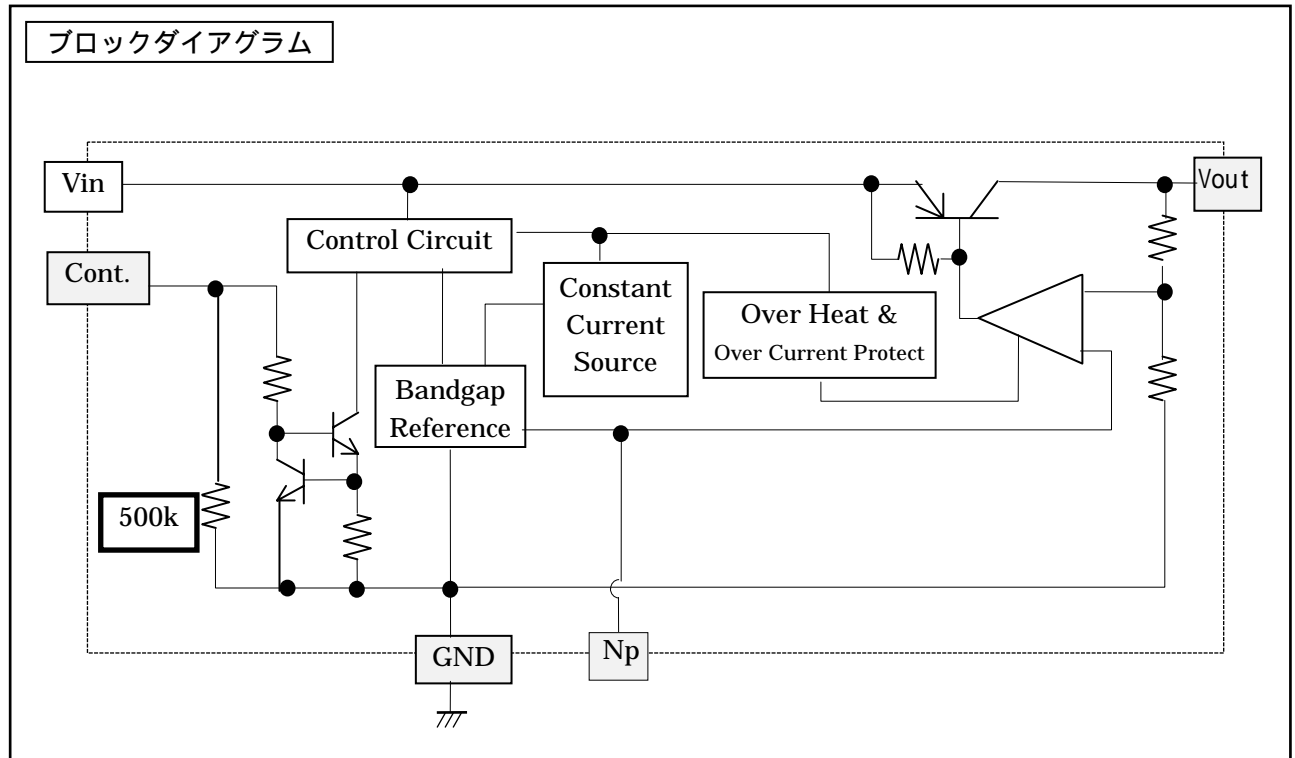 ブロックダイアグラム
Vin
Vout
Control Circuit
Cont.
Constant
Current
Source
Over Heat &
Over Current Protect
Bandgap
Reference
500k
GND
Np